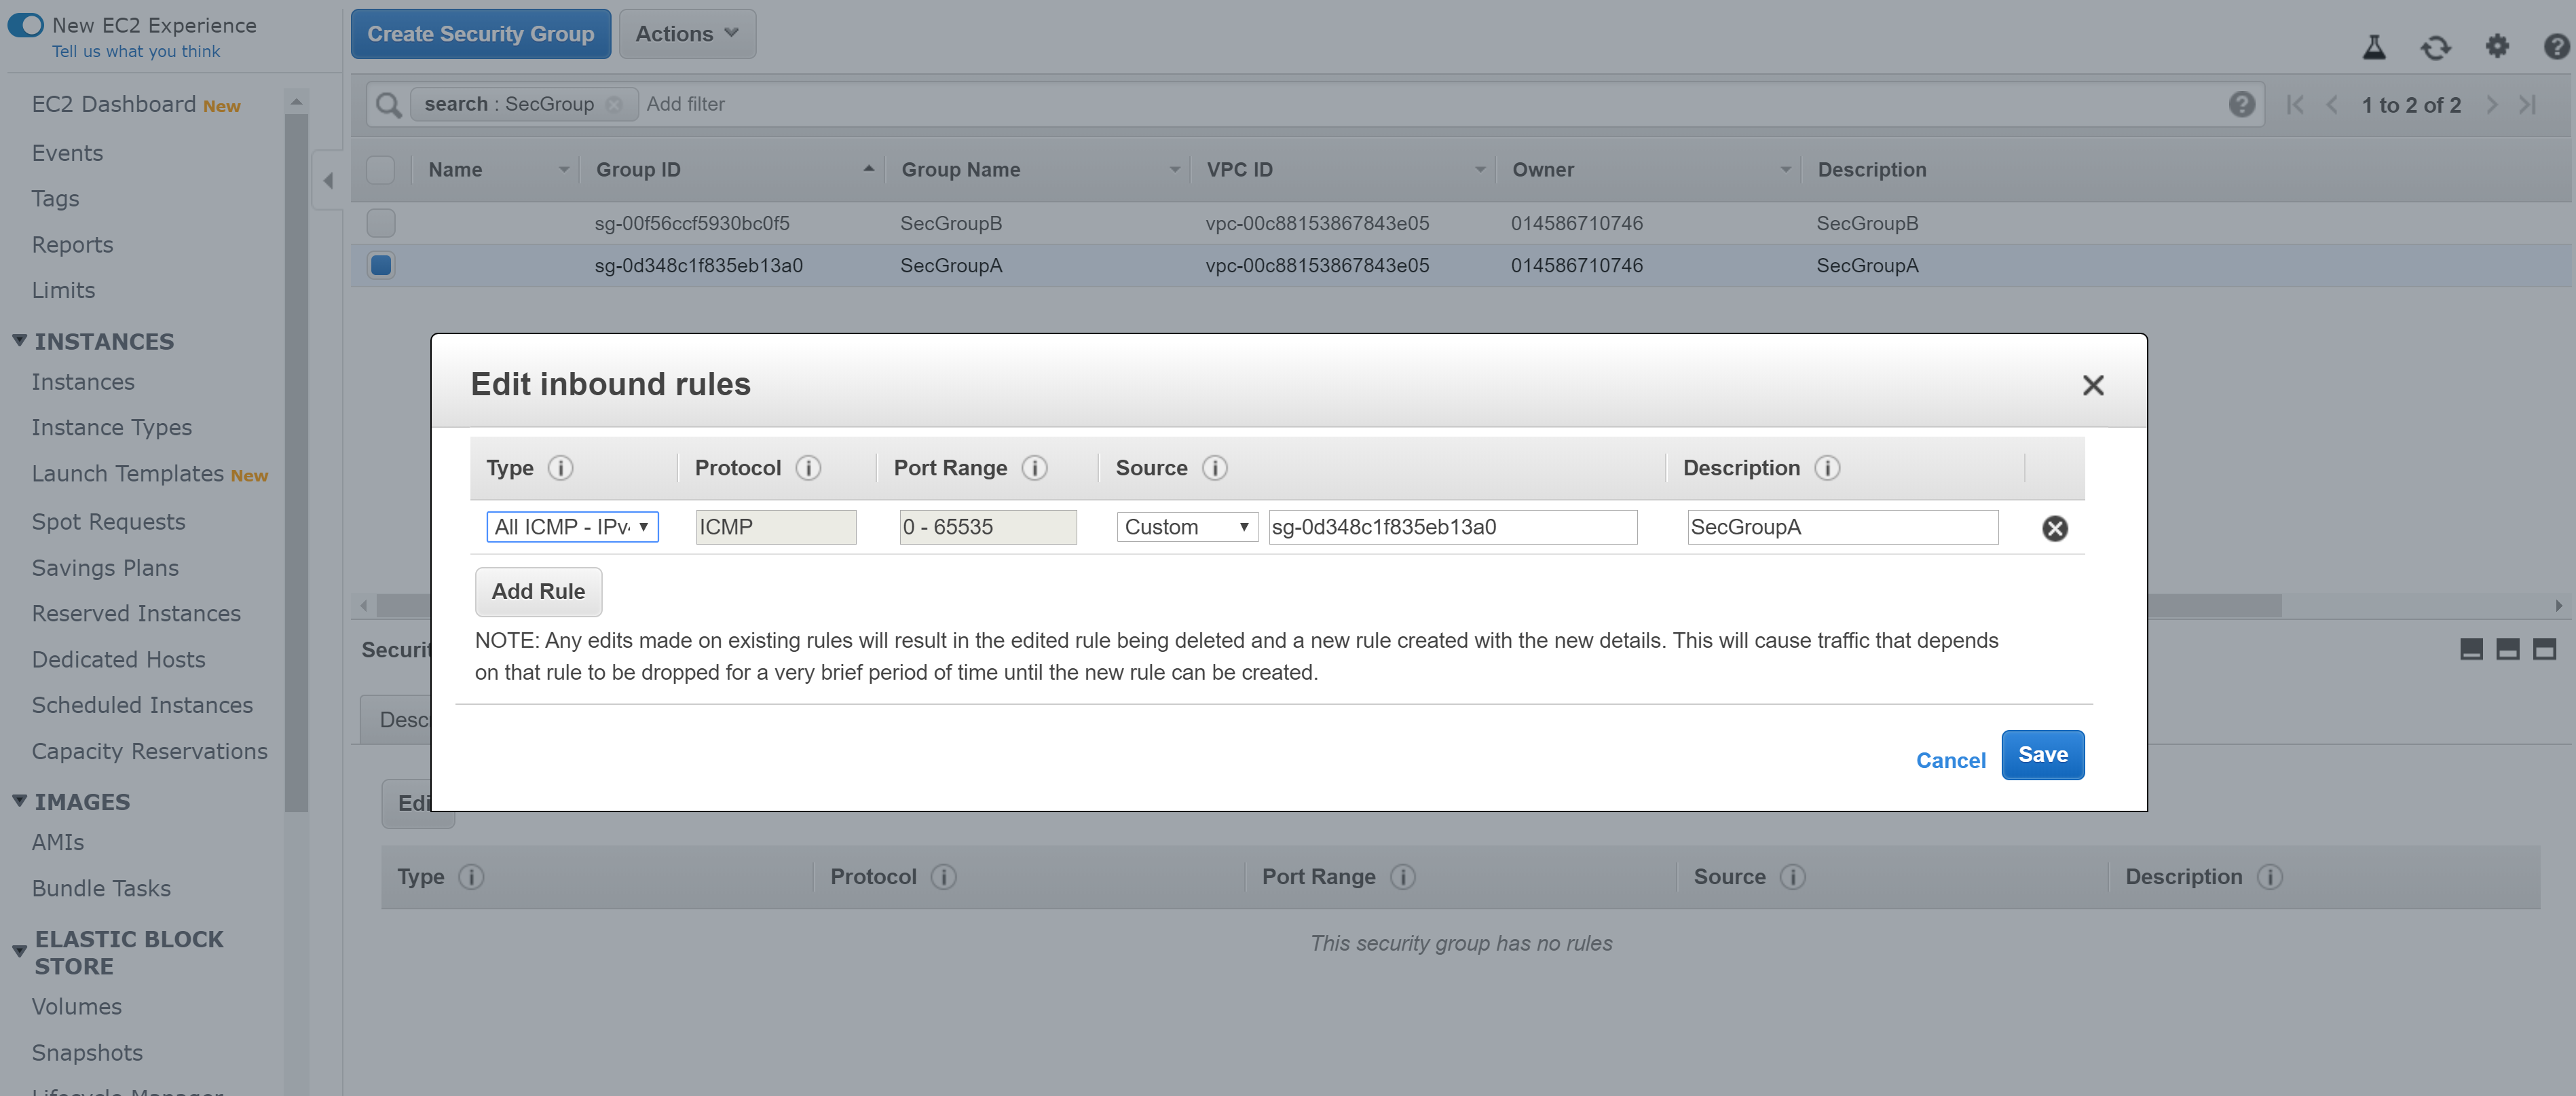 New EC2 Experience
Tell us what you think
EC2 Dashboard New
Events
Tags
Reports
Limits
INSTANCES
Instances
Instance Types
Launch Templates New
Spot Requests
Savings Plans
Reserved Instances
Dedicated Hosts
Scheduled Instances
Capacity Reservations
IMAGES
AMIs
Bundle Tasks
ELASTIC BLOCK
STORE
Volumes
Snapshots
Lifecycle Manager
Create Security Group Actions
search : SecGroup Add filter 1 to 2 of 2
Name Group ID Group Name VPC ID Owner Description
sg-00f56ccf5930bc0f5 SecGroupB vpc-00c88153867843e05 014586710746 SecGroupB
sg-0d348c1f835eb13a0 SecGroupA vpc-00c88153867843e05 014586710746 SecGroupA
Edit inbound rules
Type Protocol Port Range Source Description
All ICMP - IPv ICMP 0 - 65535 Custom sg-0d348c1f835eb13a0 SecGroupA
Add Rule
NOTE: Any edits made on existing rules will result in the edited rule being deleted and a new rule created with the new details. This will cause traffic that depends
on that rule to be dropped for a very brief period of time until the new rule can be created.
Cancel Save
Securit
Desc
Edi
Type Protocol Port Range Source Description
This security group has no rules